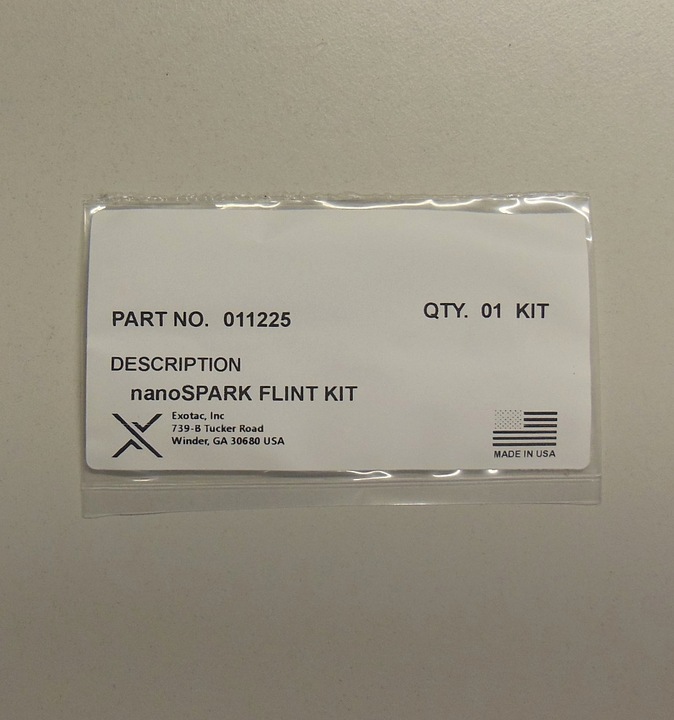 PART NO. 011225
QTY. 01 KIT
DESCRIPTION
nanoSPARK FLINT KIT
Exotac, Inc
739-B Tucker Road
Winder, GA 30680 USA
MADE IN USA